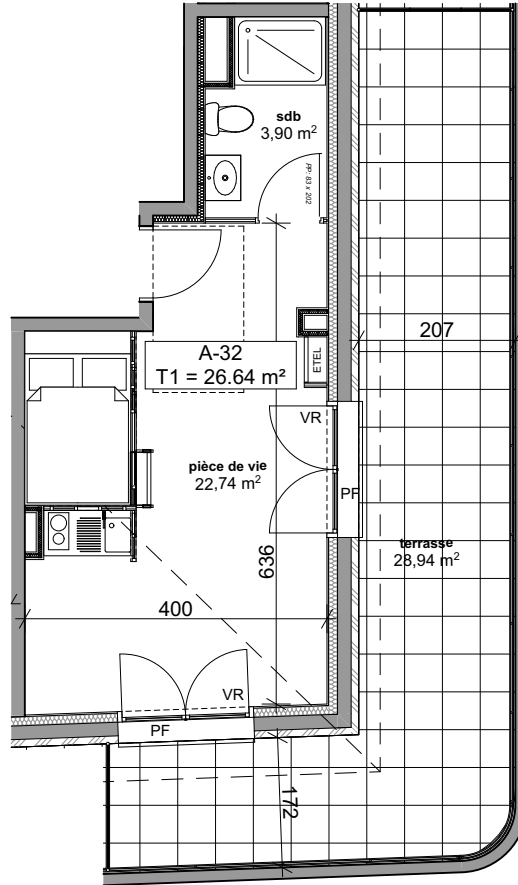 sdb
3,90 m²
PP: 83 x 202
A-32
T1 = 26.64 m²
ETEL
207
VR
pièce de vie
22,74 m²
PF
terrasse
28,94 m²
636
400
VR
PF
172